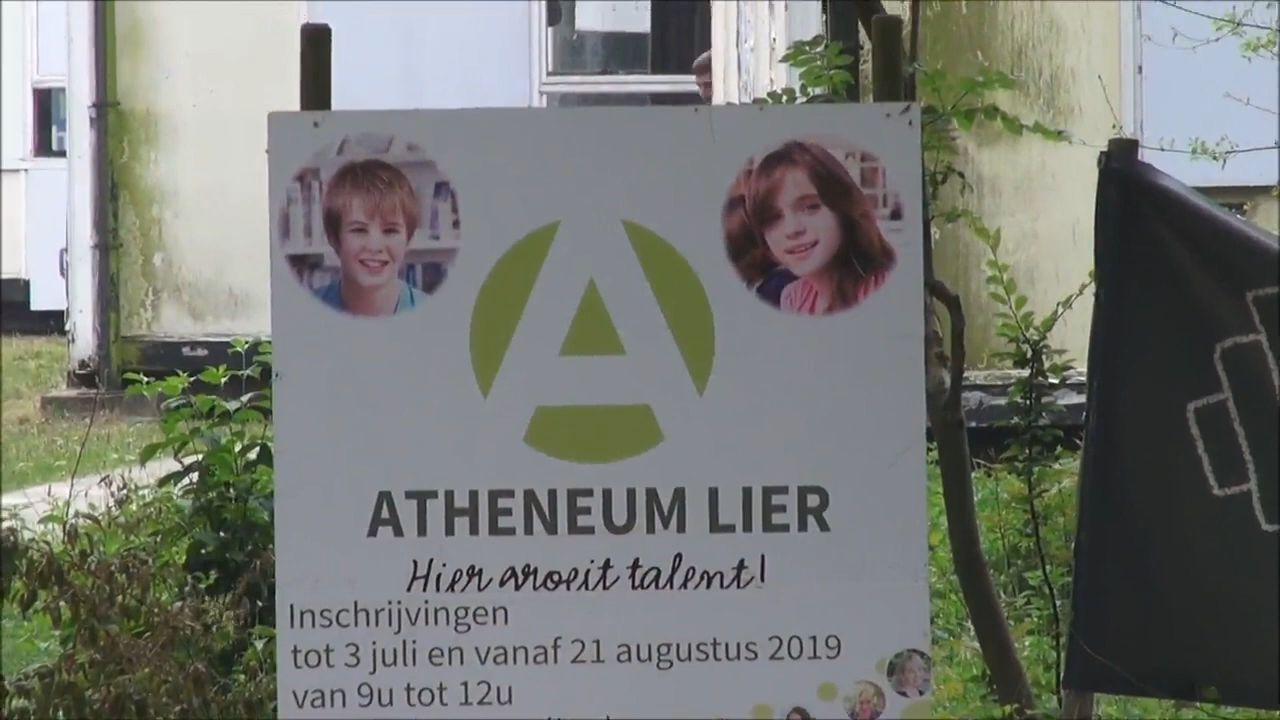 A
ATHENEUM LIER
Hier groeit talent!
Inschrijvingen
tot 3 juli en vanaf 21 augustus 2019
van 9u tot 12u